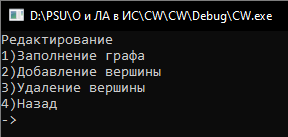 D:\PSU\О и ЛА в ИС\CW\CW\Debug\CW.exe
Редактирование
1)Заполнение графа
2)Добавление вершины
3)Удаление вершины
4)Назад
->